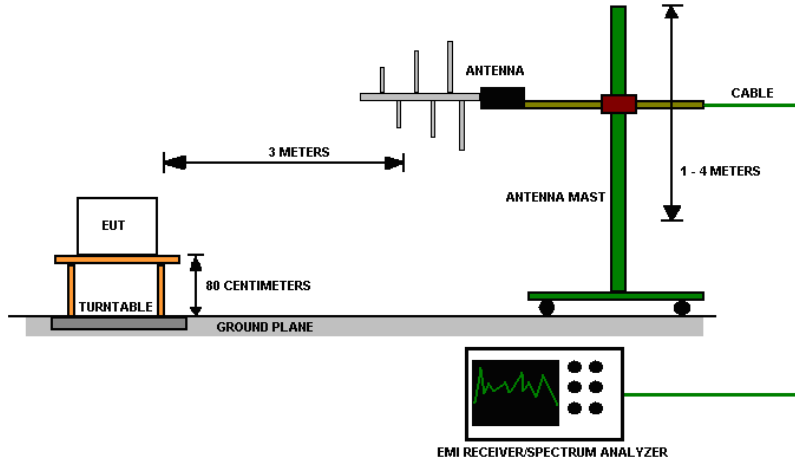 ANTENNA
CABLE
3 METERS
1 - 4 METERS
ANTENNA MAST
EUT
80 CENTIMETERS
TURNTABLE
GROUND PLANE
EMI RECEIVER/SPECTRUM ANALYZER